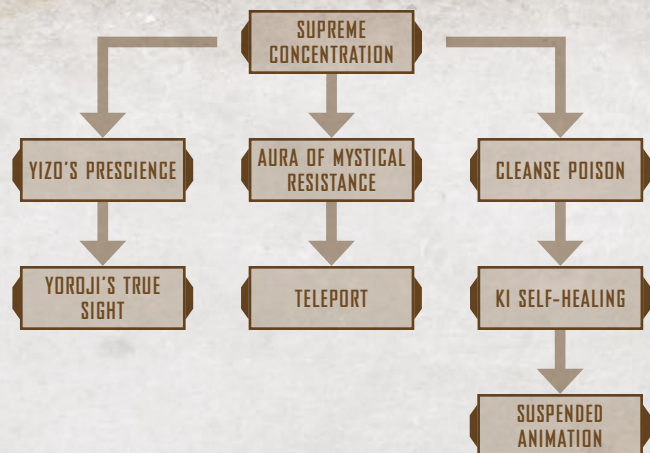 SUPREME
CONCENTRATION
YIZO'S PRESCIENCE
AURA OF MYSTICAL
RESISTANCE
CLEANSE POISON
YOROJI'S TRUE
SIGHT
TELEPORT
KI SELF-HEALING
SUSPENDED
ANIMATION